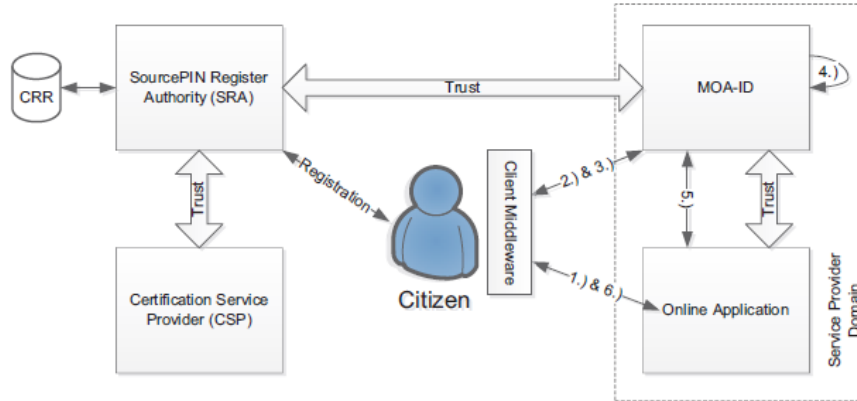 CRR
SourcePIN Register
Authority (SRA)
Trust
MOA-ID
4.)
Trust
Registration
Client Middleware
2.) & 3.)
5.)
Trust
Certification Service
Provider (CSP)
Citizen
1.) & 6.)
Online Application
Service Provider
Domain